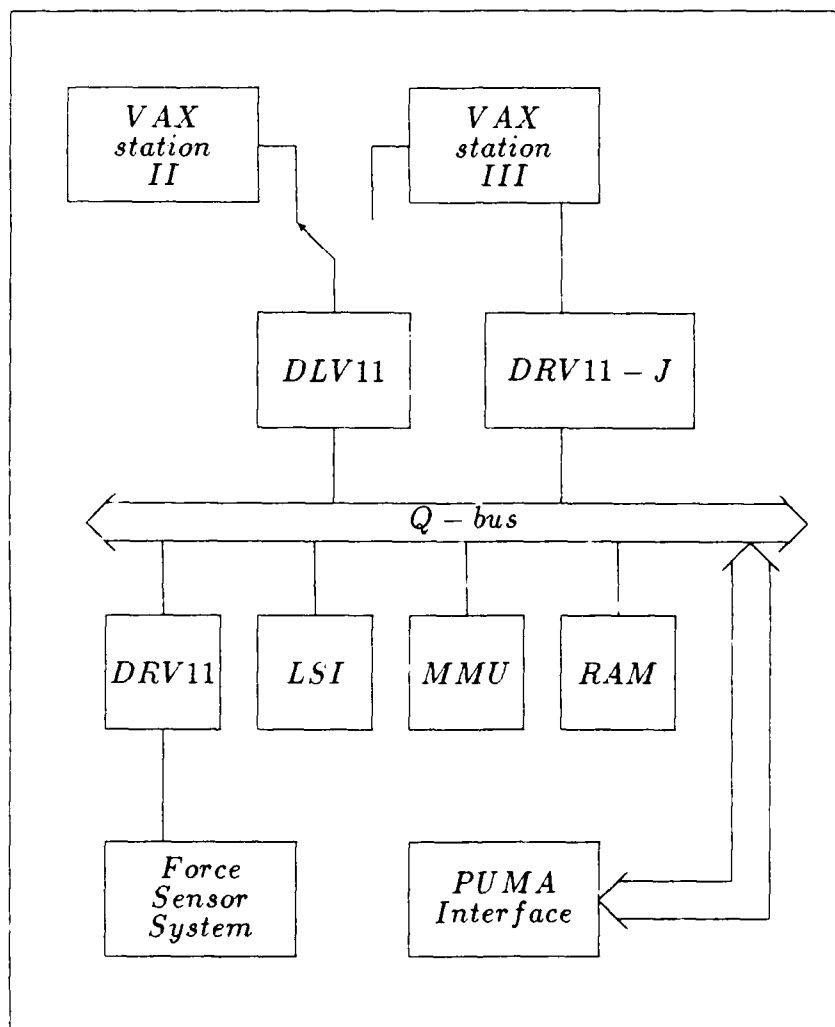 VAX
station
II
VAX
station
III
DLV11
DRV11 - J
Q - bus
DRV11
LSI
MMU
RAM
Force
Sensor
System
PUMA
Interface